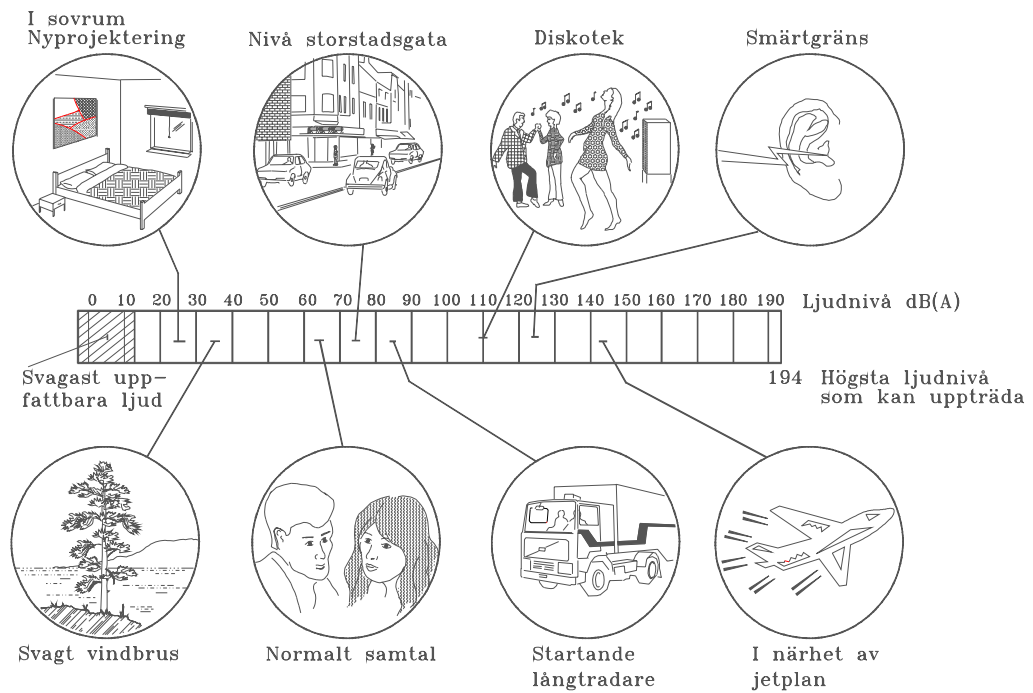 I sovrum
Nyprojektering
Nivå storstadsgata
Diskotek
Smärtgräns
0 10 20 30 40 50 60 70 80 90 100 110 120 130 140 150 160 170 180 190 Ljudnivå dB(A)
Svagast upp-
fattbara ljud
194 Högsta ljudnivå
som kan uppträda
Svagt vindbrus
Normalt samtal
Startande
långtradare
I närhet av
jetplan